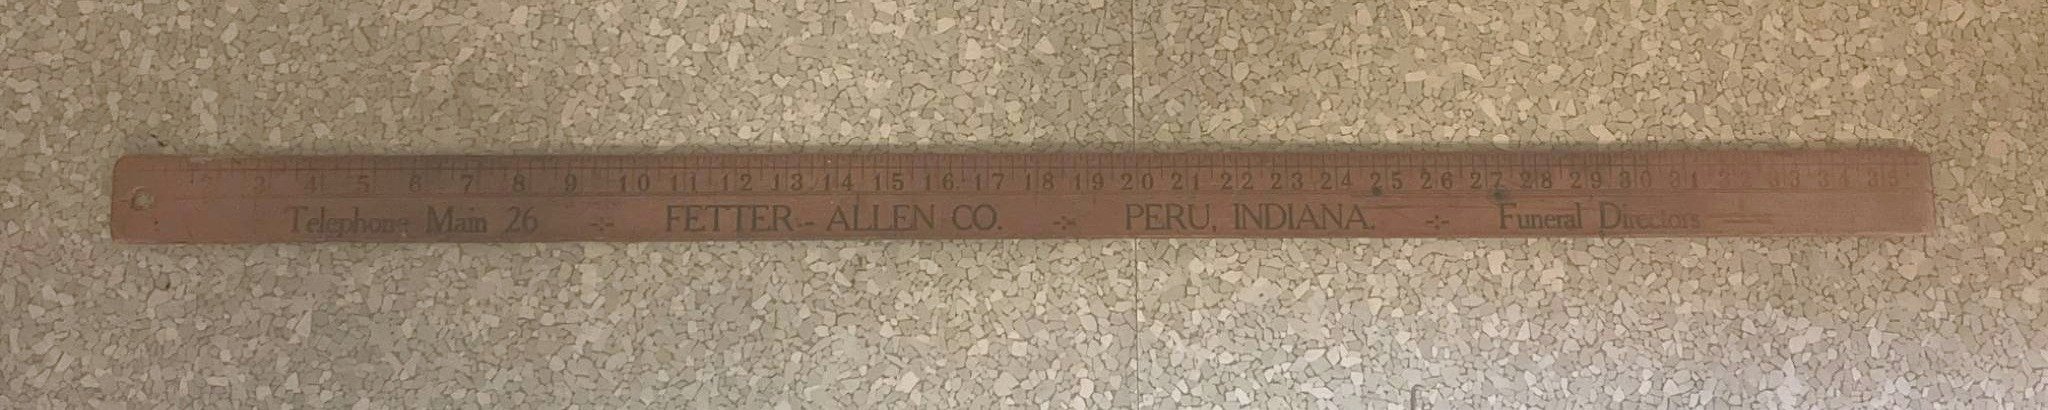 2 3 4 5 6 7 8 9 10 11 12 13 14 15 16 17 18 19 20 21 22 23 24 25 26 27 28 29 30 31 32 33 34 35
Telephone Main 26 -:- FETTER-ALLEN CO. -:- PERU, INDIANA. -:- Funeral Directors